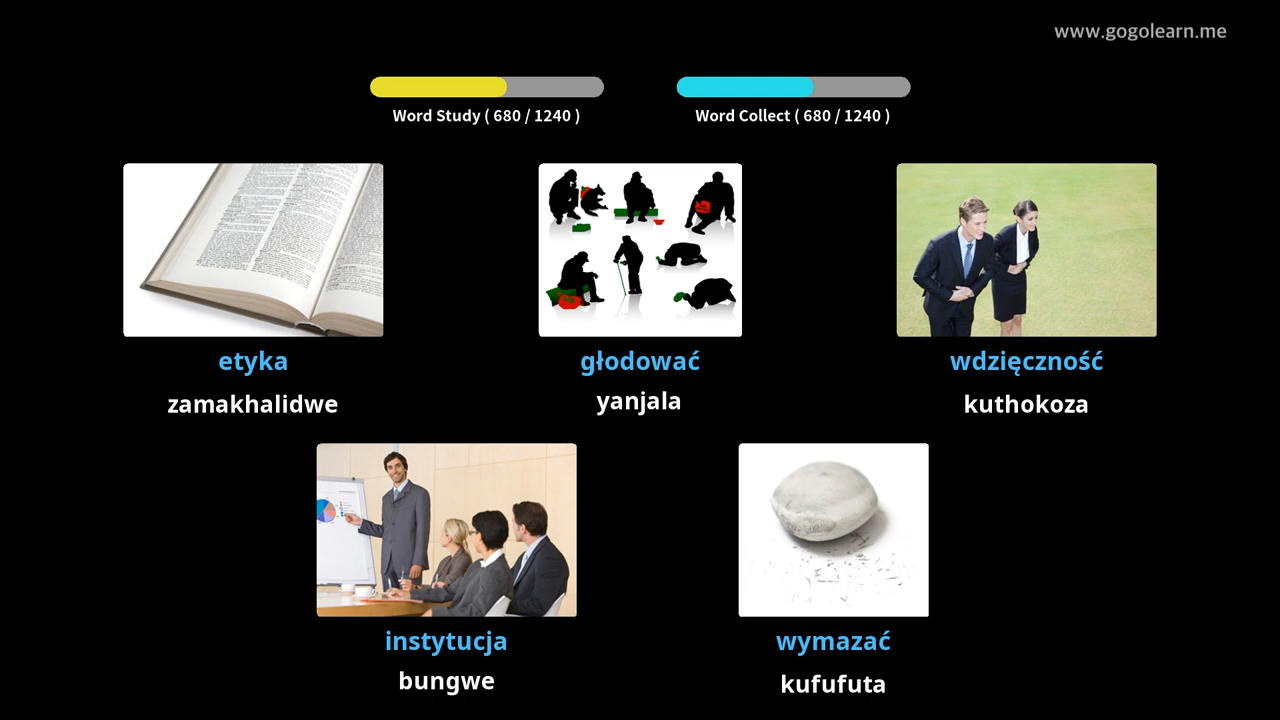 www.gogolearn.me
Word Study ( 680 / 1240 )
Word Collect ( 680 / 1240 )
etyka
zamakhalidwe
głodować
yanjala
wdzięczność
kuthokoza
instytucja
bungwe
wymazać
kufufuta